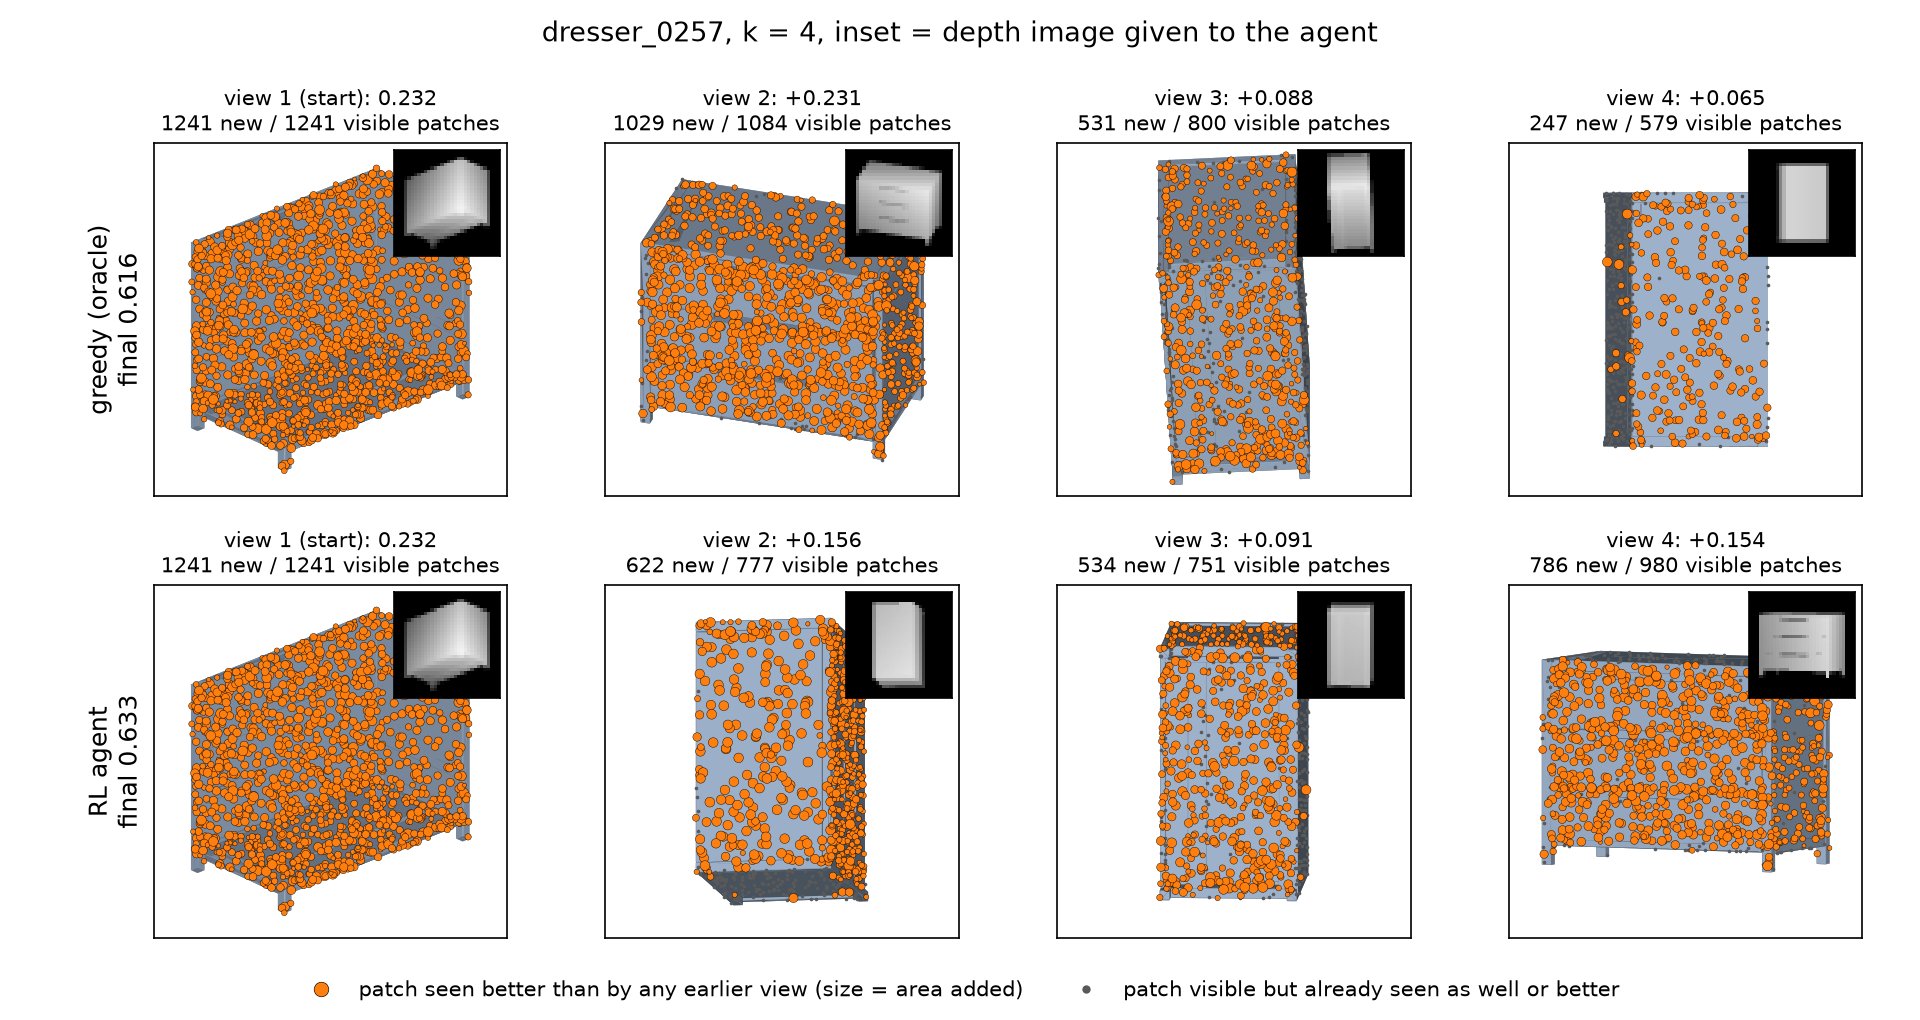 dresser_0257, k = 4, inset = depth image given to the agent
view 1 (start): 0.232
1241 new / 1241 visible patches
view 2: +0.231
1029 new / 1084 visible patches
view 3: +0.088
531 new / 800 visible patches
view 4: +0.065
247 new / 579 visible patches
greedy (oracle)
final 0.616
view 1 (start): 0.232
1241 new / 1241 visible patches
view 2: +0.156
622 new / 777 visible patches
view 3: +0.091
534 new / 751 visible patches
view 4: +0.154
786 new / 980 visible patches
RL agent
final 0.633
patch seen better than by any earlier view (size = area added)
patch visible but already seen as well or better